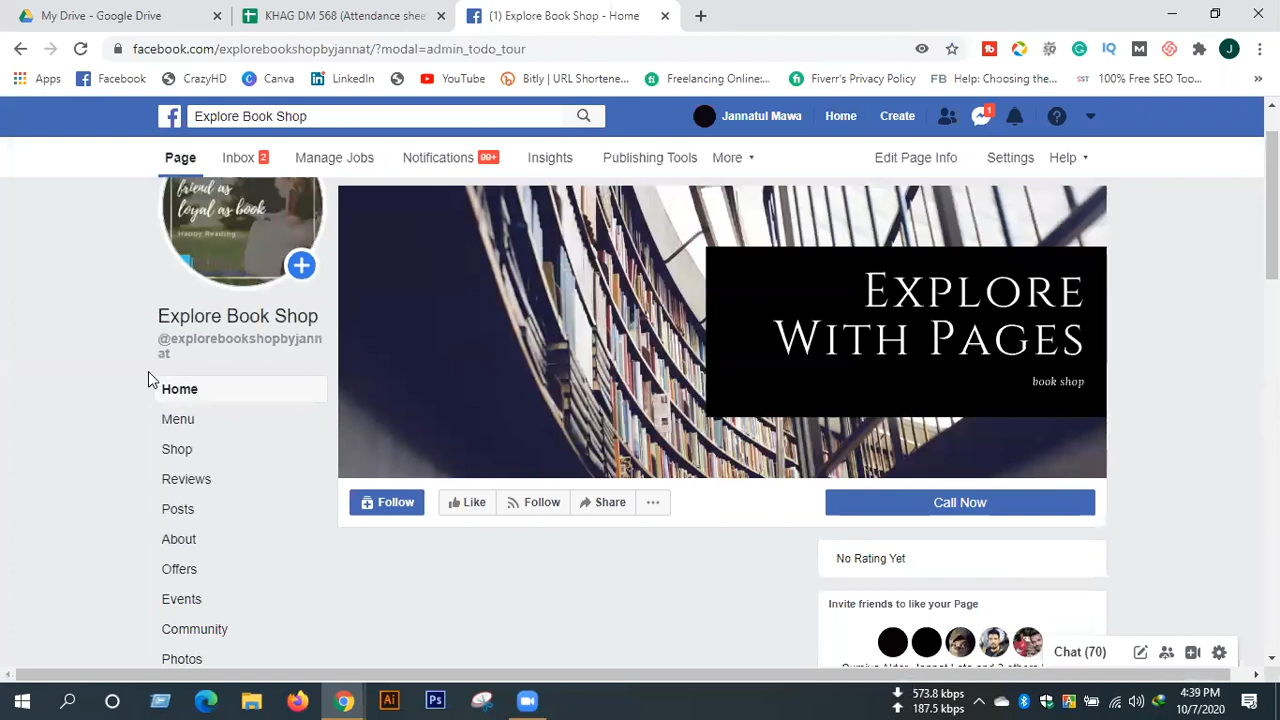 My Drive - Google Drive
KHAG DM 568 (Attendance shee
(1) Explore Book Shop - Home
facebook.com/explorebookshopbyjannat/?modal=admin_todo_tour
Apps
Facebook
CrazyHD
Canva
LinkedIn
YouTube
Bitly | URL Shortene...
Freelancing Online:...
Fiverr's Privacy Policy
FB Help: Choosing the...
SST 100% Free SEO Too...
Explore Book Shop
Jannatul Mawa
Home
Create
1
Page
Inbox 2
Manage Jobs
Notifications 99+
Insights
Publishing Tools
More
Edit Page Info
Settings
Help
friend as
loyal as book
Happy Reading
EXPLORE
WITH PAGES
book shop
Explore Book Shop
@explorebookshopbyjann
at
Home
Menu
Shop
Reviews
Posts
About
Offers
Events
Community
Photos
Follow
Like
Follow
Share
Call Now
No Rating Yet
Invite friends to like your Page
Chat (70)
573.8 kbps
187.5 kbps
4:39 PM
10/7/2020